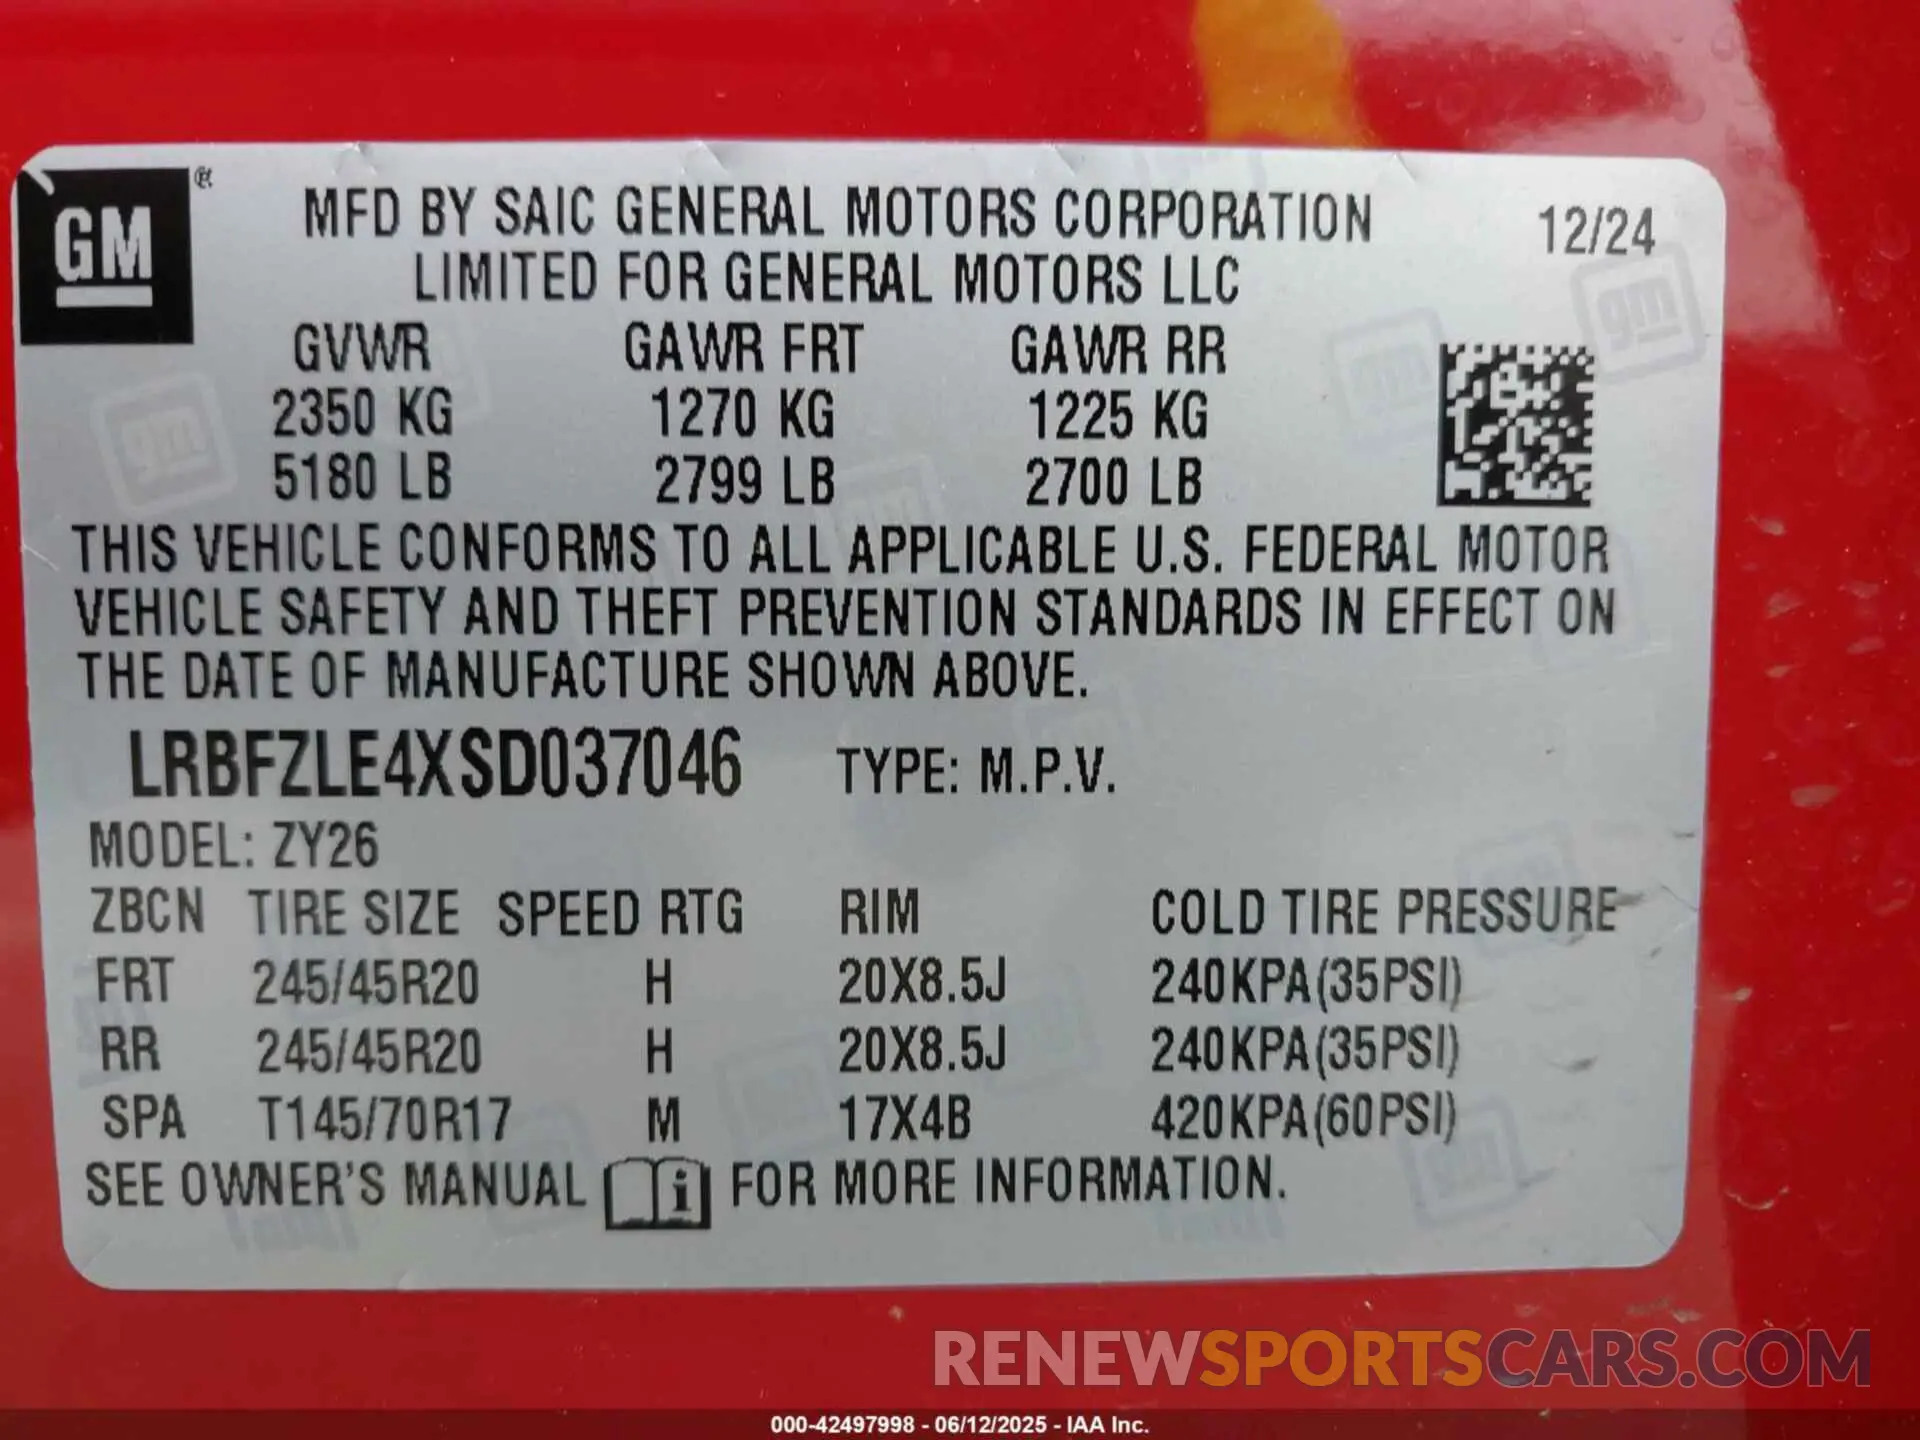 GM ®
MFD BY SAIC GENERAL MOTORS CORPORATION 12/24
LIMITED FOR GENERAL MOTORS LLC
GVWR GAWR FRT GAWR RR
2350 KG 1270 KG 1225 KG
5180 LB 2799 LB 2700 LB
THIS VEHICLE CONFORMS TO ALL APPLICABLE U.S. FEDERAL MOTOR
VEHICLE SAFETY AND THEFT PREVENTION STANDARDS IN EFFECT ON
THE DATE OF MANUFACTURE SHOWN ABOVE.
LRBFZLE4XSD037046 TYPE: M.P.V.
MODEL: ZY26
ZBCN TIRE SIZE SPEED RTG RIM COLD TIRE PRESSURE
FRT 245/45R20 H 20X8.5J 240KPA(35PSI)
RR 245/45R20 H 20X8.5J 240KPA(35PSI)
SPA T145/70R17 M 17X4B 420KPA(60PSI)
SEE OWNER'S MANUAL i FOR MORE INFORMATION.
RENEWSPORTSCARS.COM
000-42497998 - 06/12/2025 - IAA Inc.